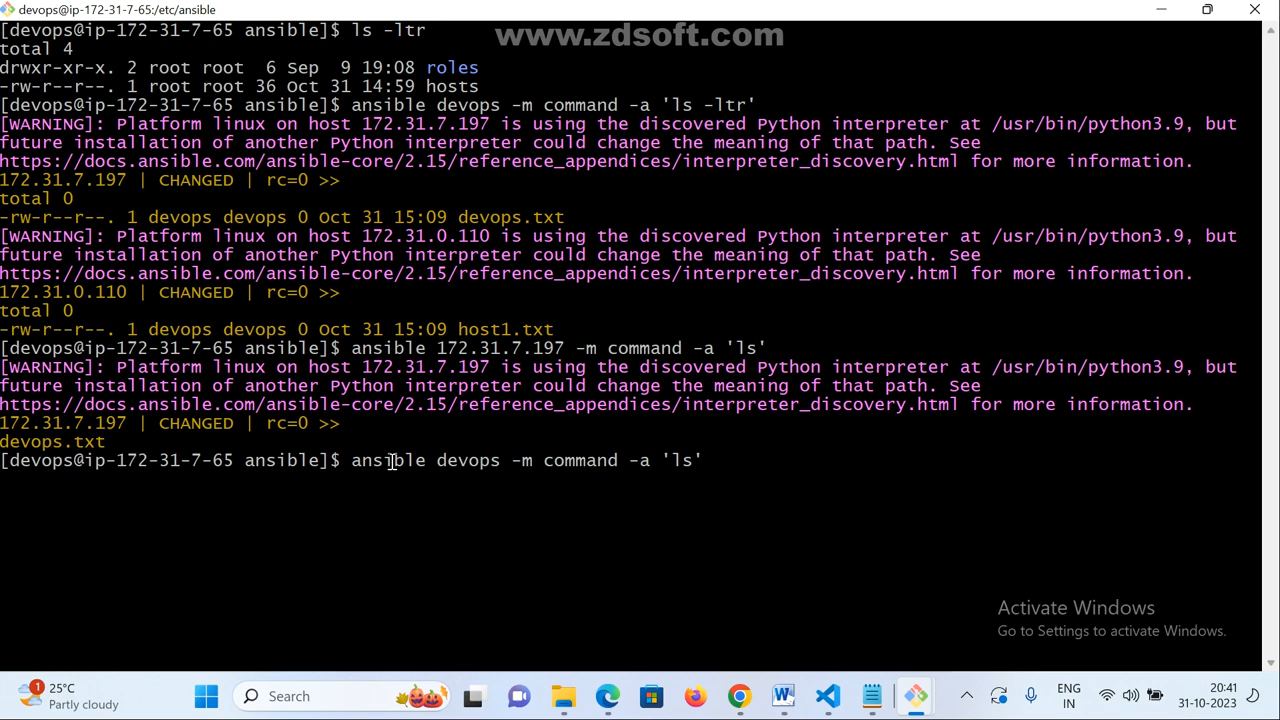 devops@ip-172-31-7-65:/etc/ansible
[devops@ip-172-31-7-65 ansible]$ ls -ltr
www.zdsoft.com
total 4
drwxr-xr-x. 2 root root  6 Sep  9 19:08 roles
-rw-r--r--. 1 root root 36 Oct 31 14:59 hosts
[devops@ip-172-31-7-65 ansible]$ ansible devops -m command -a 'ls -ltr'
[WARNING]: Platform linux on host 172.31.7.197 is using the discovered Python interpreter at /usr/bin/python3.9, but
future installation of another Python interpreter could change the meaning of that path. See
https://docs.ansible.com/ansible-core/2.15/reference_appendices/interpreter_discovery.html for more information.
172.31.7.197 | CHANGED | rc=0 >>
total 0
-rw-r--r--. 1 devops devops 0 Oct 31 15:09 devops.txt
[WARNING]: Platform linux on host 172.31.0.110 is using the discovered Python interpreter at /usr/bin/python3.9, but
future installation of another Python interpreter could change the meaning of that path. See
https://docs.ansible.com/ansible-core/2.15/reference_appendices/interpreter_discovery.html for more information.
172.31.0.110 | CHANGED | rc=0 >>
total 0
-rw-r--r--. 1 devops devops 0 Oct 31 15:09 host1.txt
[devops@ip-172-31-7-65 ansible]$ ansible 172.31.7.197 -m command -a 'ls'
[WARNING]: Platform linux on host 172.31.7.197 is using the discovered Python interpreter at /usr/bin/python3.9, but
future installation of another Python interpreter could change the meaning of that path. See
https://docs.ansible.com/ansible-core/2.15/reference_appendices/interpreter_discovery.html for more information.
172.31.7.197 | CHANGED | rc=0 >>
devops.txt
[devops@ip-172-31-7-65 ansible]$ ansible devops -m command -a 'ls'
Activate Windows
Go to Settings to activate Windows.
1
25°C
Partly cloudy
Search
ENG
IN
20:41
31-10-2023